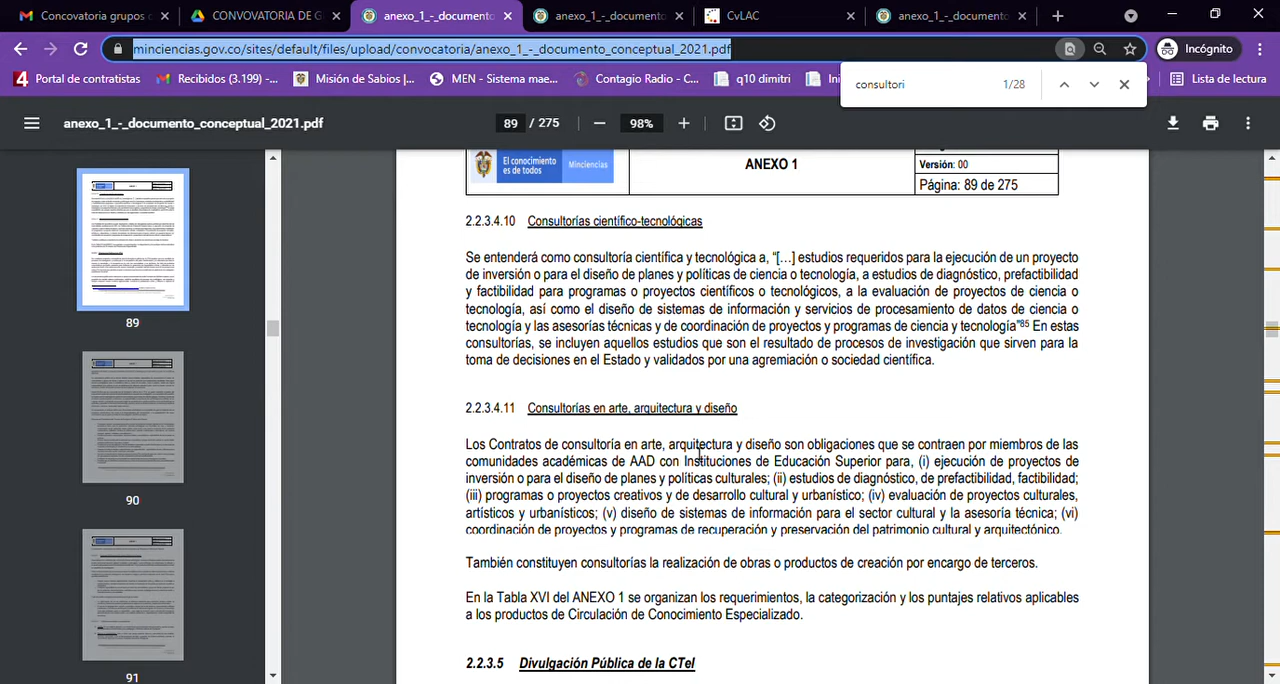 Concavatoria grupos c
CONVOCATORIA DE G
anexo_1_-_documento
anexo_1_-_documento
CvLAC
anexo_1_-_documento
minciencias.gov.co/sites/default/files/upload/convocatoria/anexo_1_-_documento_conceptual_2021.pdf
Incógnito
Portal de contratistas
Recibidos (3.199) -...
Misión de Sabios |...
MEN - Sistema mae...
Contagio Radio - C...
q10 dimitri
Ini
Lista de lectura
consultori
1/28
anexo_1_-_documento_conceptual_2021.pdf
89 / 275
98%
89
90
91
El conocimiento
es de todos
Minciencias
ANEXO 1
Versión: 00
Página: 89 de 275
2.2.3.4.10 Consultorías científico-tecnológicas
Se entenderá como consultoría científica y tecnológica a, “[…] estudios requeridos para la ejecución de un proyecto
de inversión o para el diseño de planes y políticas de ciencia o tecnología, a estudios de diagnóstico, prefactibilidad
y factibilidad para programas o proyectos científicos o tecnológicos, a la evaluación de proyectos de ciencia o
tecnología, así como el diseño de sistemas de información y servicios de procesamiento de datos de ciencia o
tecnología y las asesorías técnicas y de coordinación de proyectos y programas de ciencia y tecnología”85 En estas
consultorías, se incluyen aquellos estudios que son el resultado de procesos de investigación que sirven para la
toma de decisiones en el Estado y validados por una agremiación o sociedad científica.
2.2.3.4.11 Consultorías en arte, arquitectura y diseño
Los Contratos de consultoría en arte, arquitectura y diseño son obligaciones que se contraen por miembros de las
comunidades académicas de AAD con Instituciones de Educación Superior para, (i) ejecución de proyectos de
inversión o para el diseño de planes y políticas culturales; (ii) estudios de diagnóstico, de prefactibilidad, factibilidad;
(iii) programas o proyectos creativos y de desarrollo cultural y urbanístico; (iv) evaluación de proyectos culturales,
artísticos y urbanísticos; (v) diseño de sistemas de información para el sector cultural y la asesoría técnica; (vi)
coordinación de proyectos y programas de recuperación y preservación del patrimonio cultural y arquitectónico.
También constituyen consultorías la realización de obras o productos de creación por encargo de terceros.
En la Tabla XVI del ANEXO 1 se organizan los requerimientos, la categorización y los puntajes relativos aplicables
a los productos de Circulación de Conocimiento Especializado.
2.2.3.5 Divulgación Pública de la CTeI